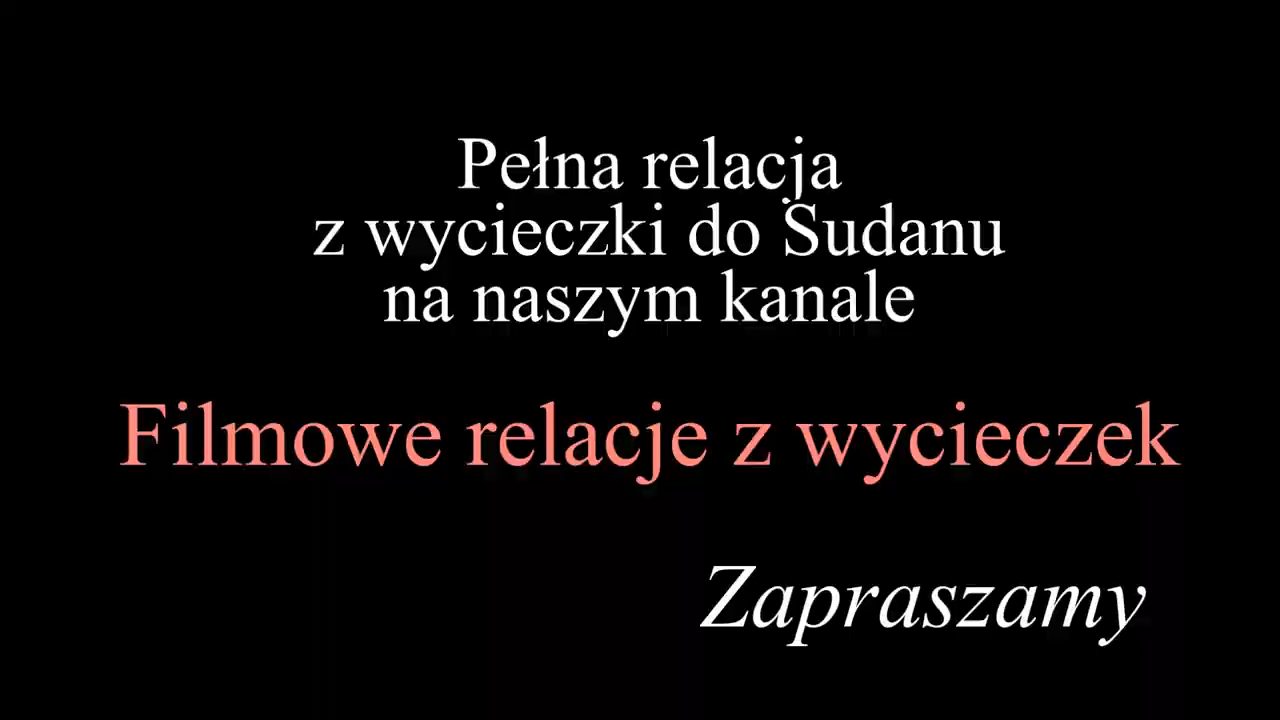 Pełna relacja
z wycieczki do Sudanu
na naszym kanale
Filmowe relacje z wycieczek
Zapraszamy